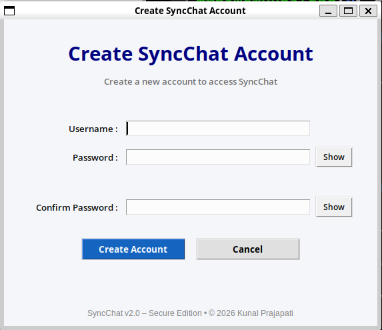 Create SyncChat Account
Create SyncChat Account
Create a new account to access SyncChat
Username :
Password :
Show
Confirm Password :
Show
Create Account
Cancel
SyncChat v2.0 – Secure Edition • © 2026 Kunal Prajapati